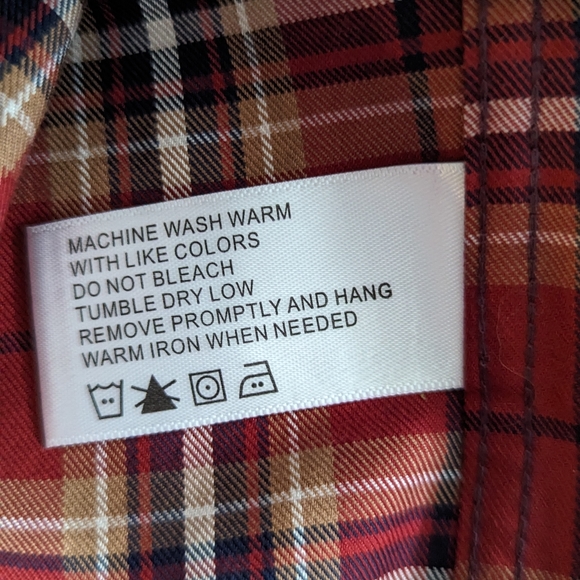 MACHINE WASH WARM
WITH LIKE COLORS
DO NOT BLEACH
TUMBLE DRY LOW
REMOVE PROMPTLY AND HANG
WARM IRON WHEN NEEDED